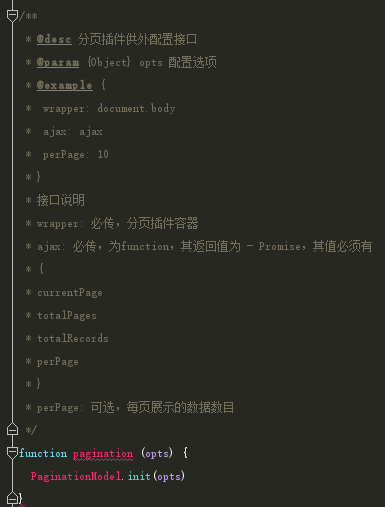 /**
* @desc 分页插件供外配置接口
* @param {Object} opts 配置选项
* @example {
* wrapper: document.body
* ajax: ajax
* perPage: 10
* }
* 接口说明
* wrapper: 必传，分页插件容器
* ajax: 必传，为function，其返回值为 - Promise，其值必须有
* {
* currentPage
* totalPages
* totalRecords
* perPage
* }
* perPage: 可选，每页展示的数据数目
*/
function pagination (opts) {
PaginationModel.init(opts)
}